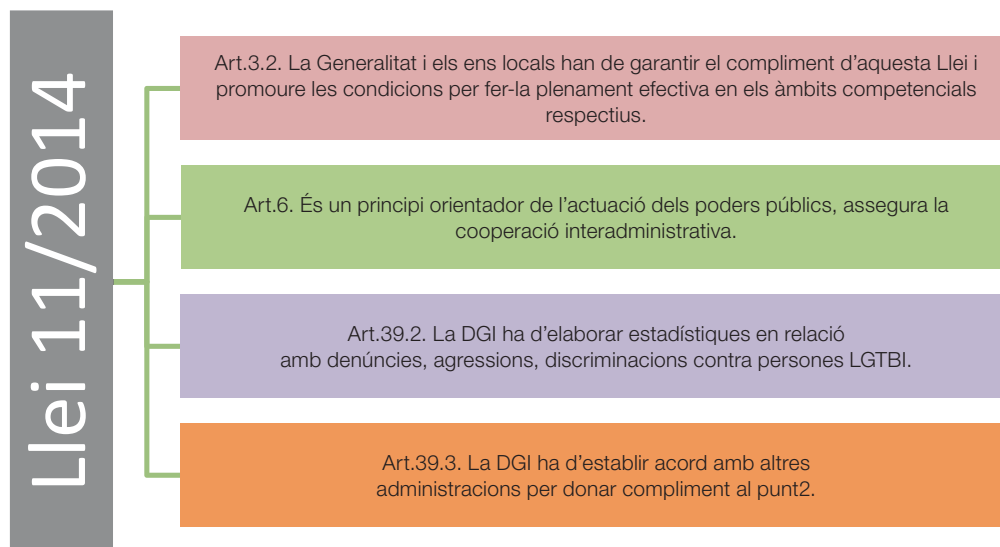 Llei 11/2014
Art.3.2. La Generalitat i els ens locals han de garantir el compliment d’aquesta Llei i
promoure les condicions per fer-la plenament efectiva en els àmbits competencials
respectius.
Art.6. És un principi orientador de l’actuació dels poders públics, assegura la
cooperació interadministrativa.
Art.39.2. La DGI ha d’elaborar estadístiques en relació
amb denúncies, agressions, discriminacions contra persones LGTBI.
Art.39.3. La DGI ha d’establir acord amb altres
administracions per donar compliment al punt2.